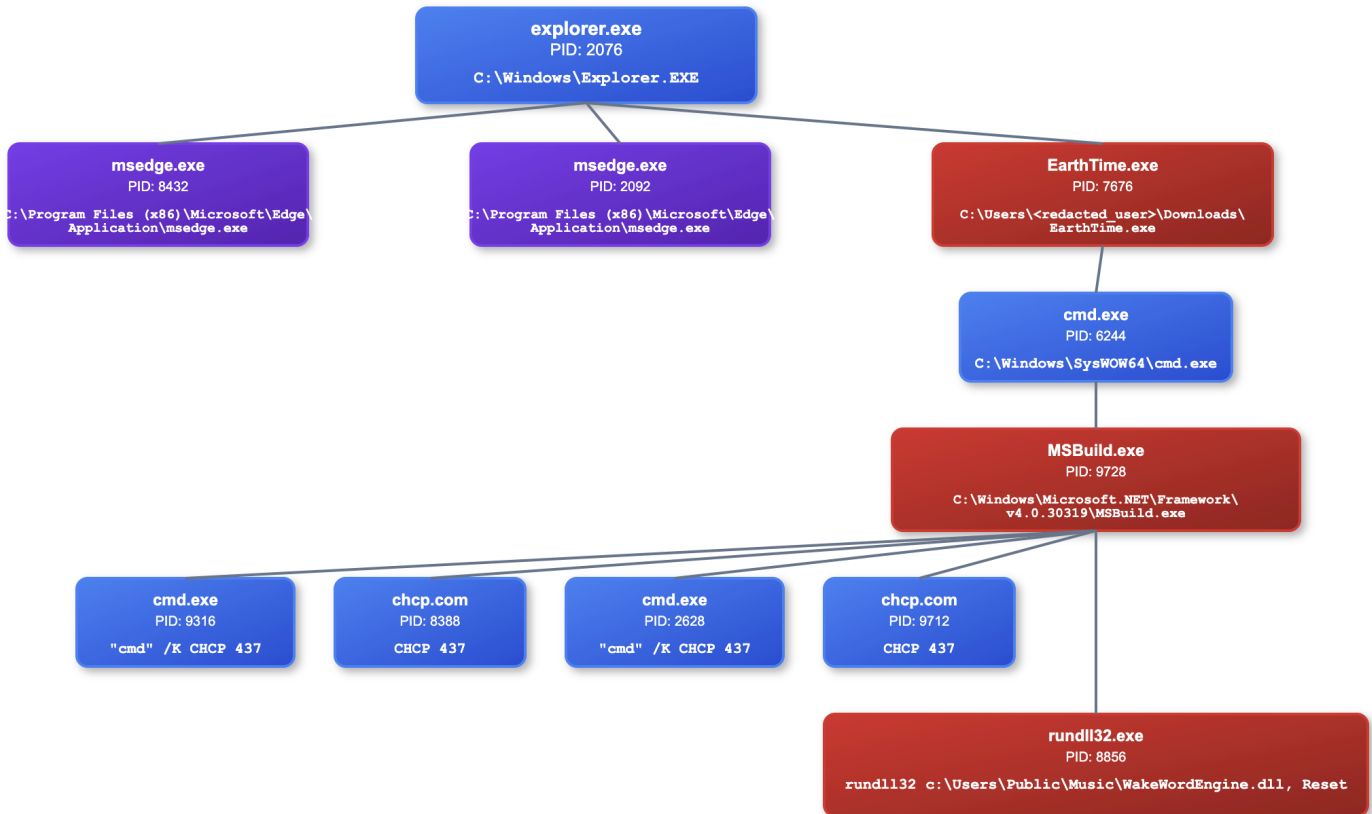 explorer.exe
PID: 2076
C:\Windows\Explorer.EXE
msedge.exe
PID: 8432
C:\Program Files (x86)\Microsoft\Edge\
Application\msedge.exe
msedge.exe
PID: 2092
C:\Program Files (x86)\Microsoft\Edge\
Application\msedge.exe
EarthTime.exe
PID: 7676
C:\Users\<redacted_user>\Downloads\
EarthTime.exe
cmd.exe
PID: 6244
C:\Windows\SysWOW64\cmd.exe
MSBuild.exe
PID: 9728
C:\Windows\Microsoft.NET\Framework\
v4.0.30319\MSBuild.exe
cmd.exe
PID: 9316
"cmd" /K CHCP 437
chcp.com
PID: 8388
CHCP 437
cmd.exe
PID: 2628
"cmd" /K CHCP 437
chcp.com
PID: 9712
CHCP 437
rundll32.exe
PID: 8856
rundll32 c:\Users\Public\Music\WakeWordEngine.dll, Reset